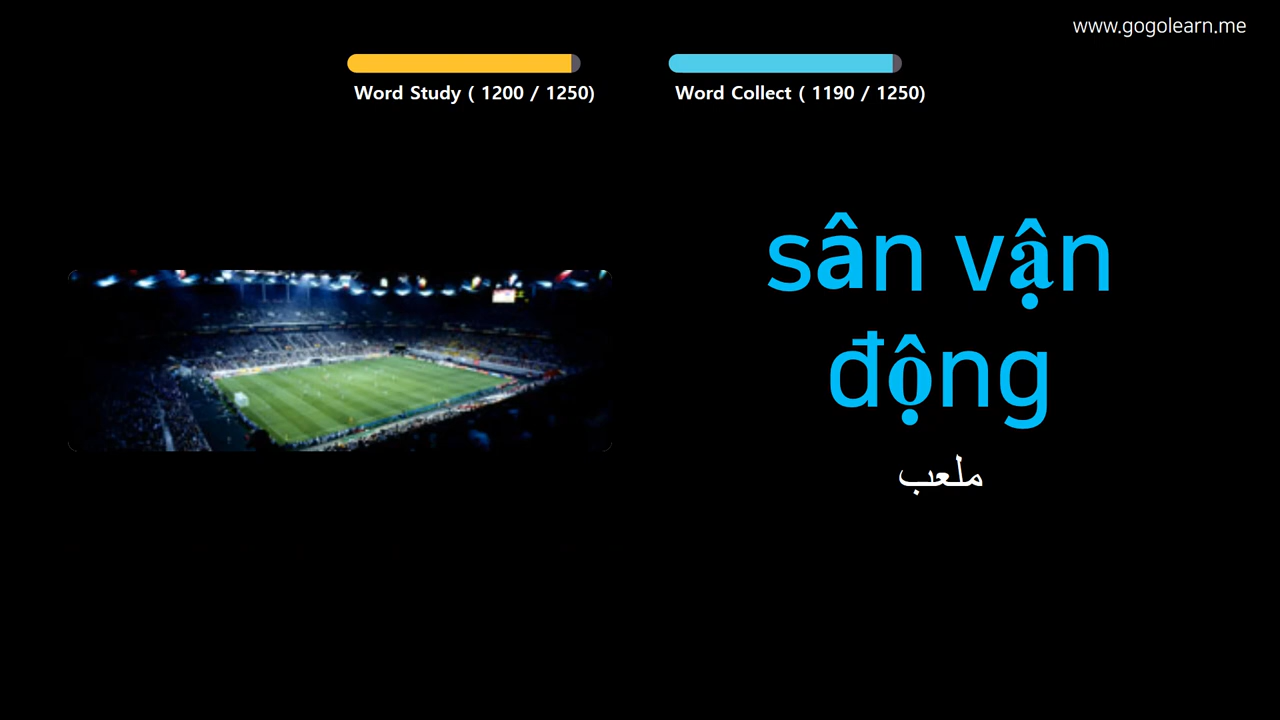 www.gogolearn.me
Word Study ( 1200 / 1250)
Word Collect ( 1190 / 1250)
sân vận
động
ملعب